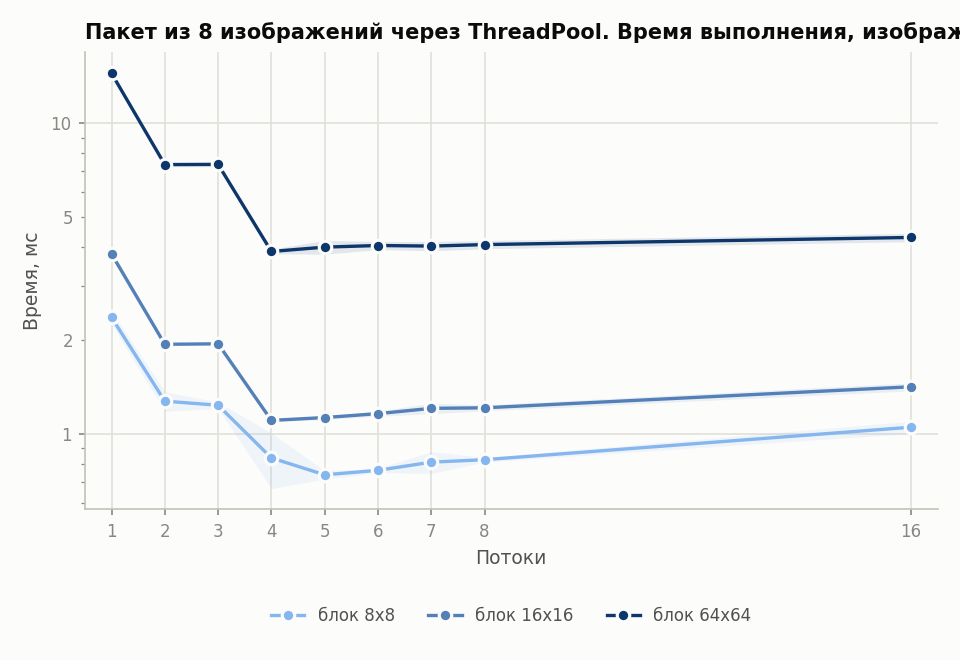 Пакет из 8 изображений через ThreadPool. Время выполнения, изображ
10
5
2
1
Время, мс
1 2 3 4 5 6 7 8 16
Потоки
блок 8x8 блок 16x16 блок 64x64